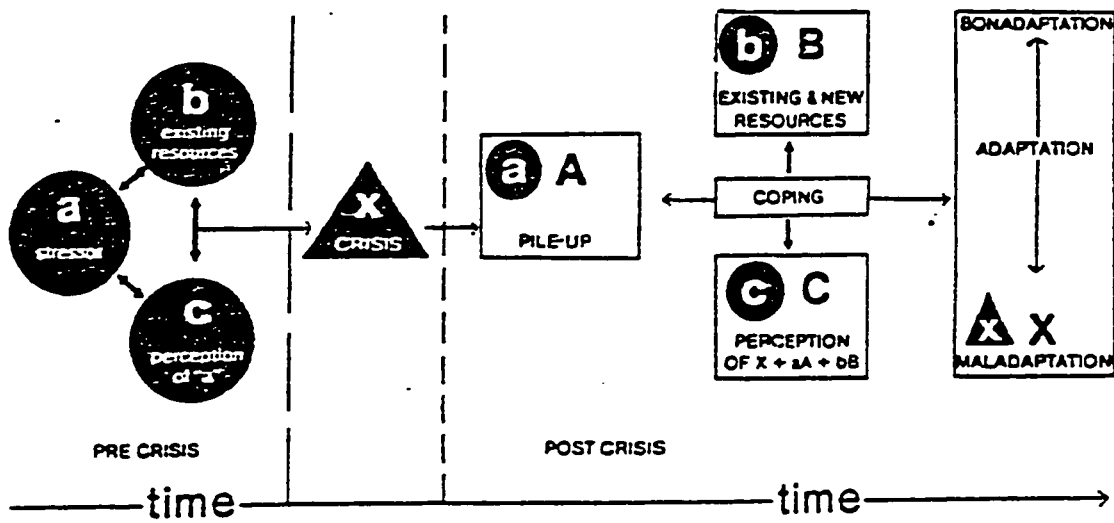 b
existing
resources
a
stressor
c
perception
of "a"
x
CRISIS
a A
PILE-UP
b B
EXISTING & NEW
RESOURCES
COPING
c C
PERCEPTION
OF X + aA + bB
BONADAPTATION
ADAPTATION
x X
MALADAPTATION
PRE CRISIS
POST CRISIS
time
time